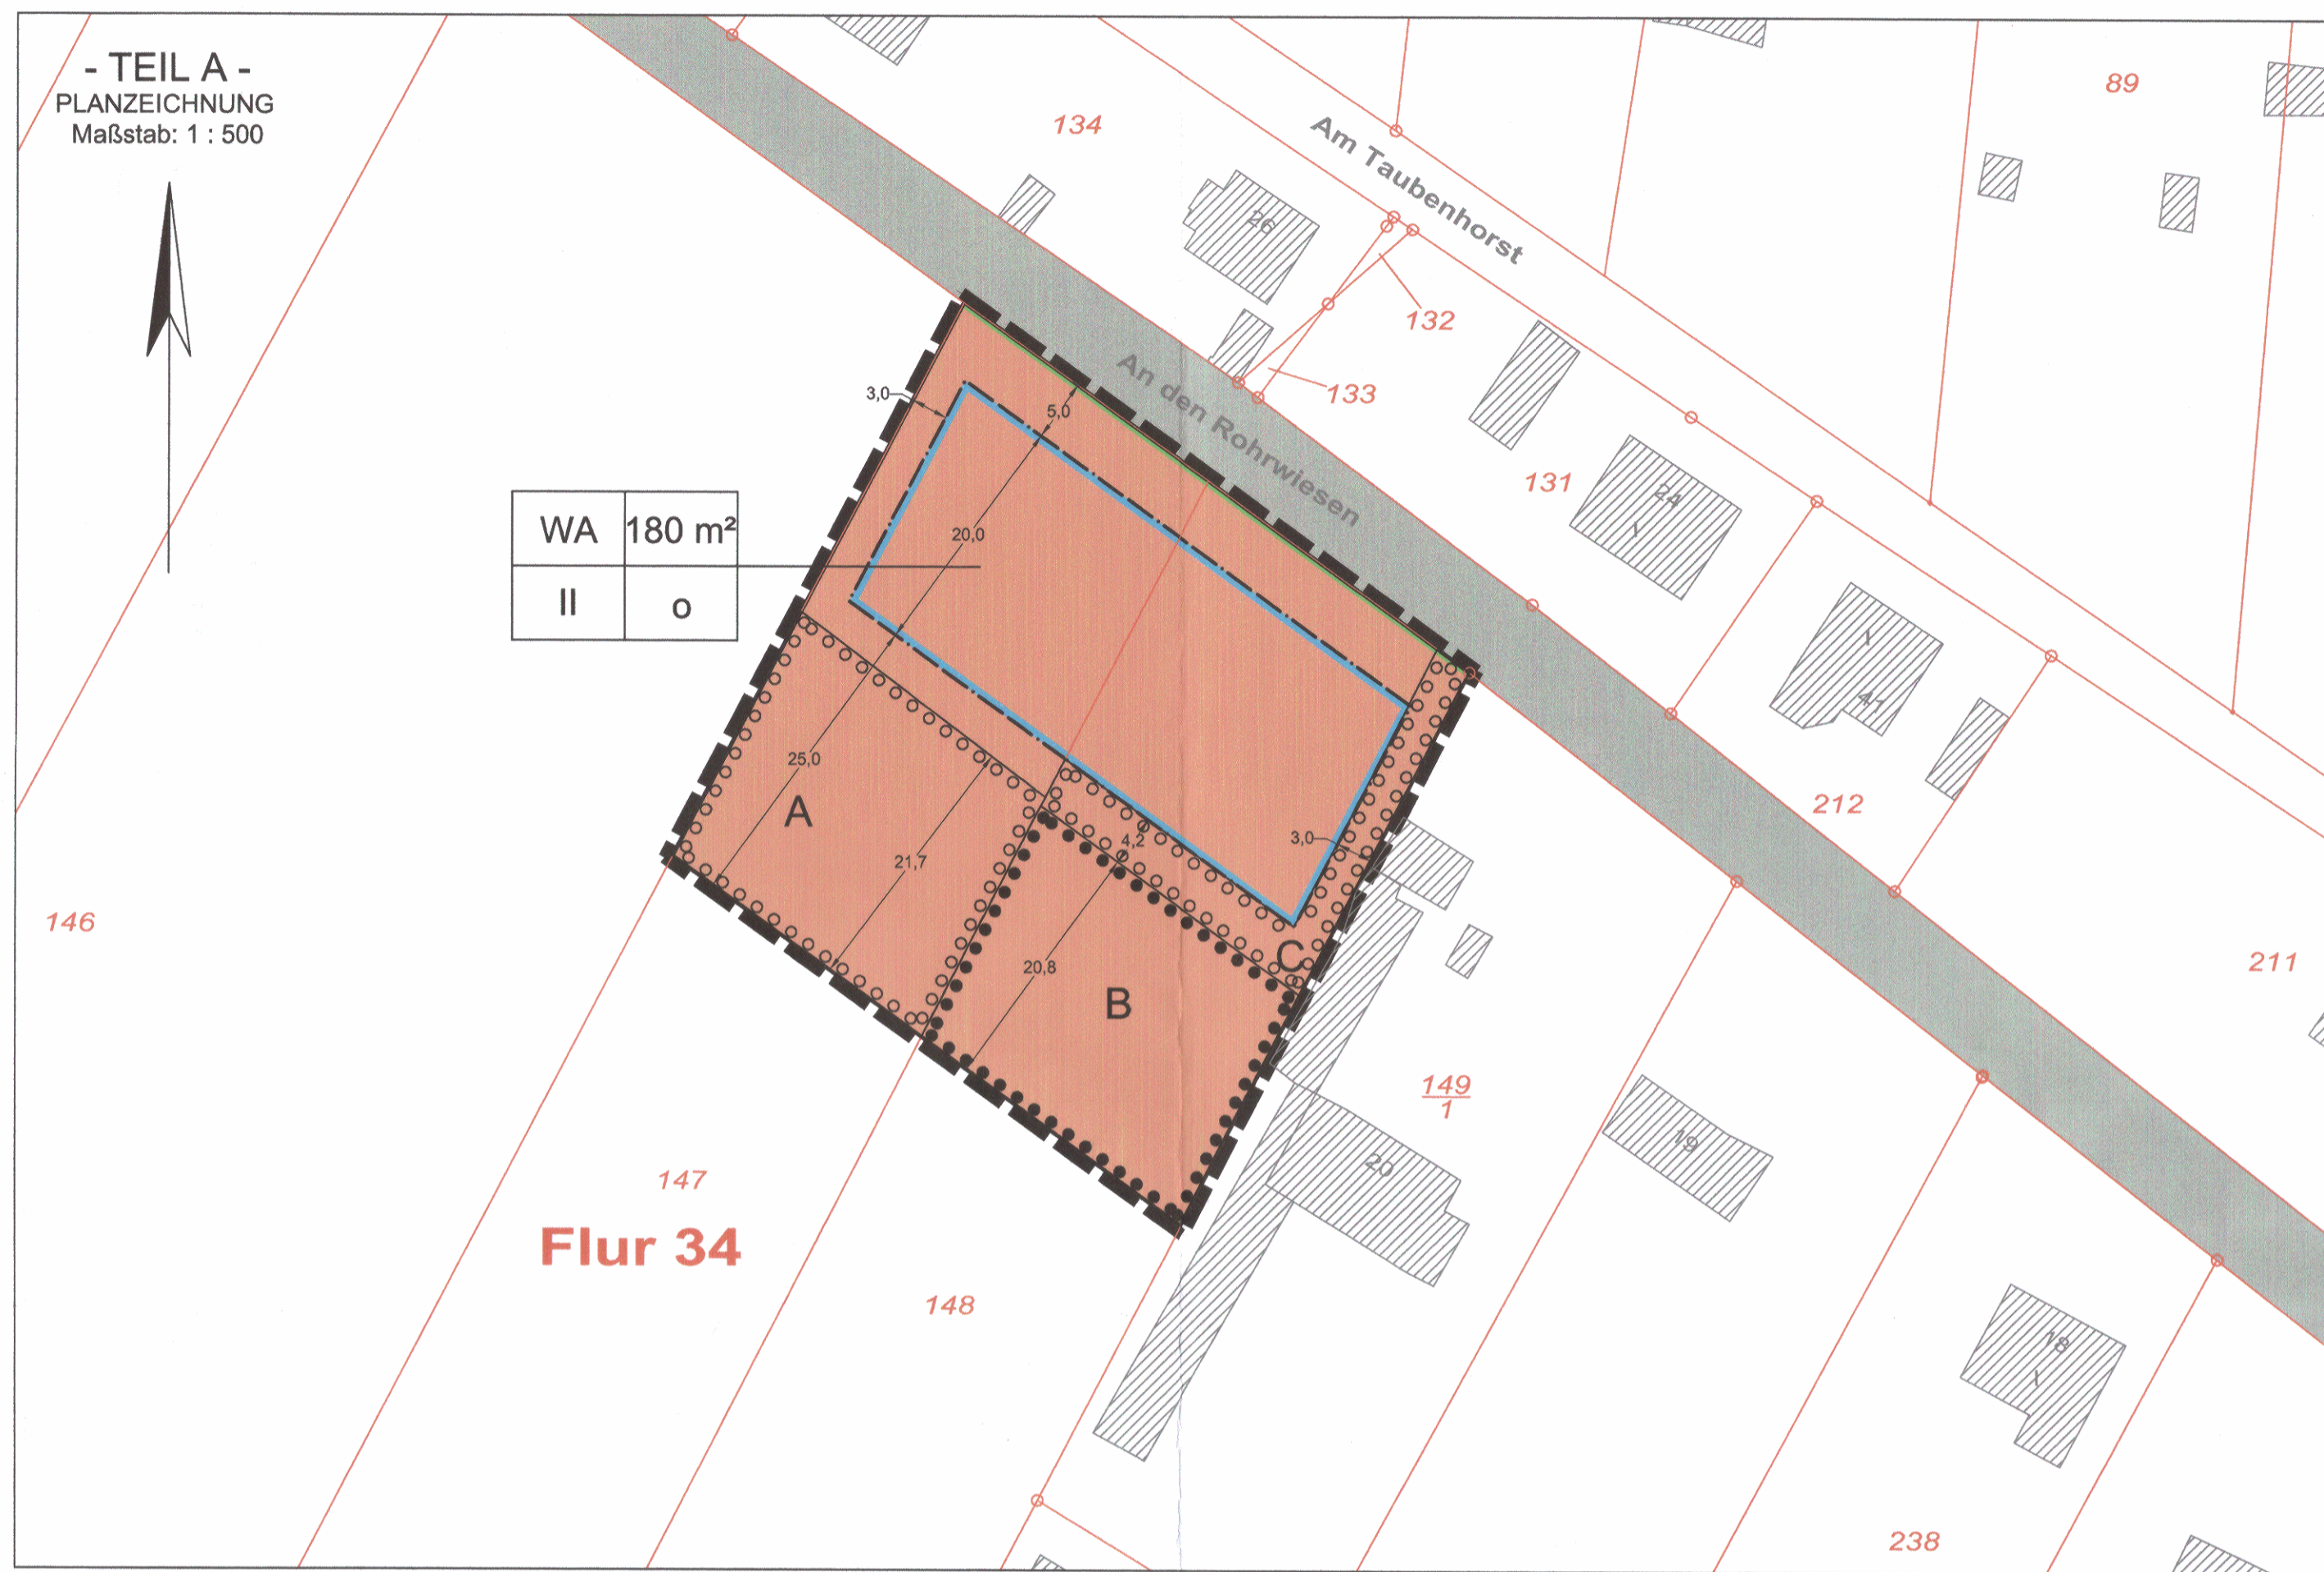 - TEIL A -
PLANZEICHNUNG
Maßstab: 1 : 500
89
134
Am Taubenhorst
26
132
133
An den Rohrwiesen
3,0
5,0
131
24
I
WA 180 m²
II o
20,0
I
41
25,0
A
21,7
4,2
3,0
212
146
20,8
B
C
211
149
1
20
19
147
Flur 34
148
18
I
238